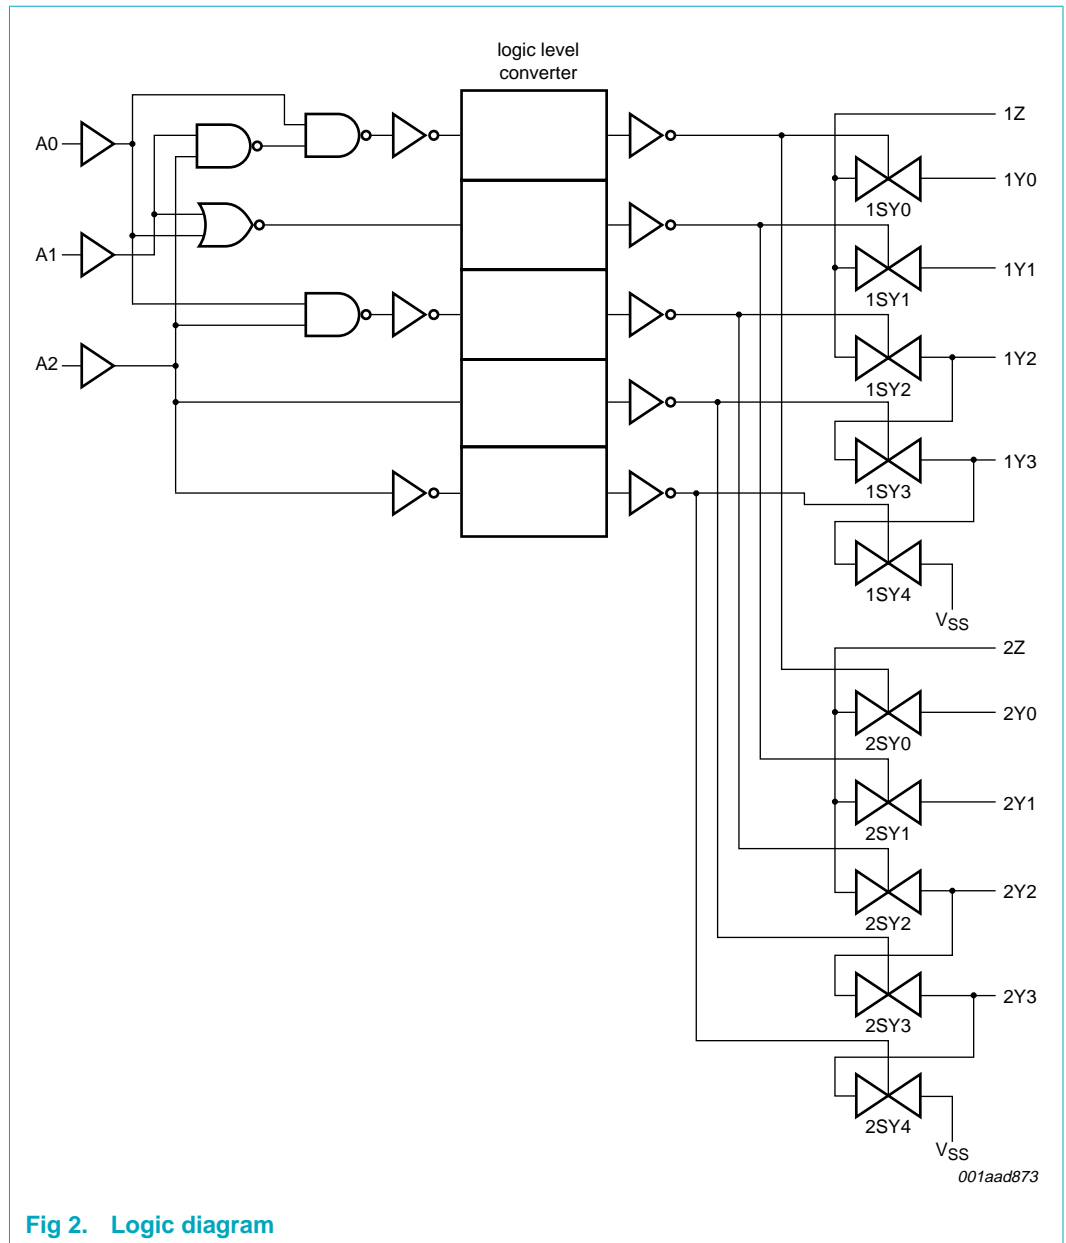 logic level
converter
A0
A1
A2
1Z
1Y0
1SY0
1Y1
1SY1
1Y2
1SY2
1Y3
1SY3
1SY4
VSS
2Z
2Y0
2SY0
2Y1
2SY1
2Y2
2SY2
2Y3
2SY3
2SY4
VSS
001aad873
Fig 2. Logic diagram